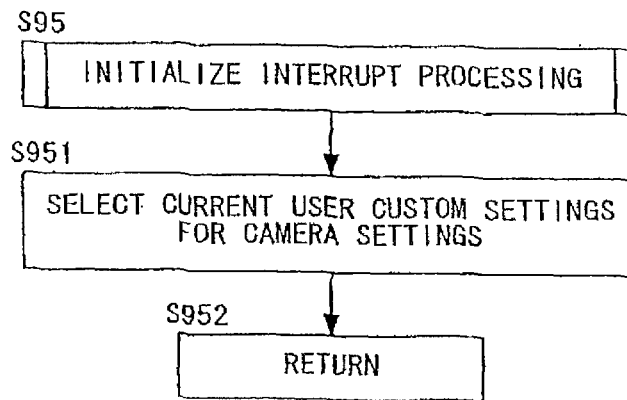 S95
INITIALIZE INTERRUPT PROCESSING
S951
SELECT CURRENT USER CUSTOM SETTINGS
FOR CAMERA SETTINGS
S952
RETURN